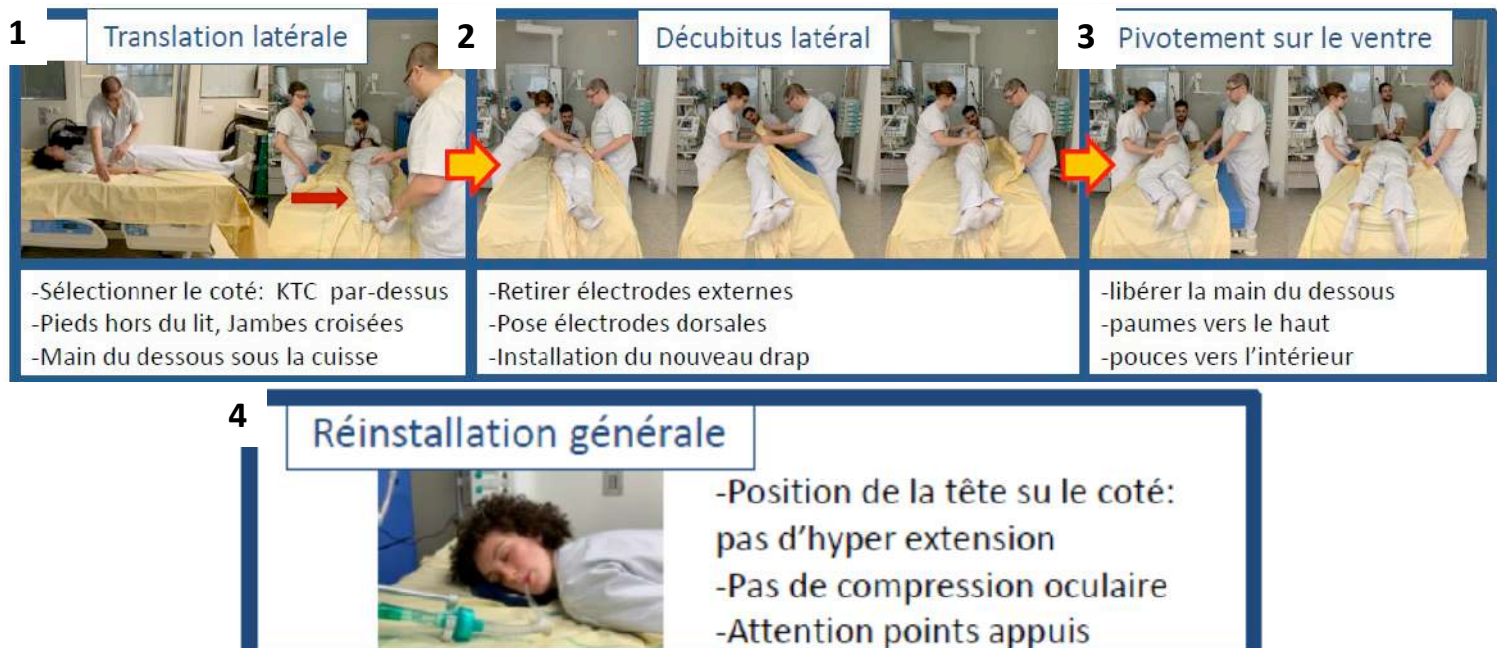 1
Translation latérale
2
Décubitus latéral
3
Pivotement sur le ventre
-Sélectionner le coté: KTC par-dessus
-Pieds hors du lit, Jambes croisées
-Main du dessous sous la cuisse
-Retirer électrodes externes
-Pose électrodes dorsales
-Installation du nouveau drap
-libérer la main du dessous
-paumes vers le haut
-pouces vers l'intérieur
4
Réinstallation générale
-Position de la tête su le coté:
pas d'hyper extension
-Pas de compression oculaire
-Attention points appuis